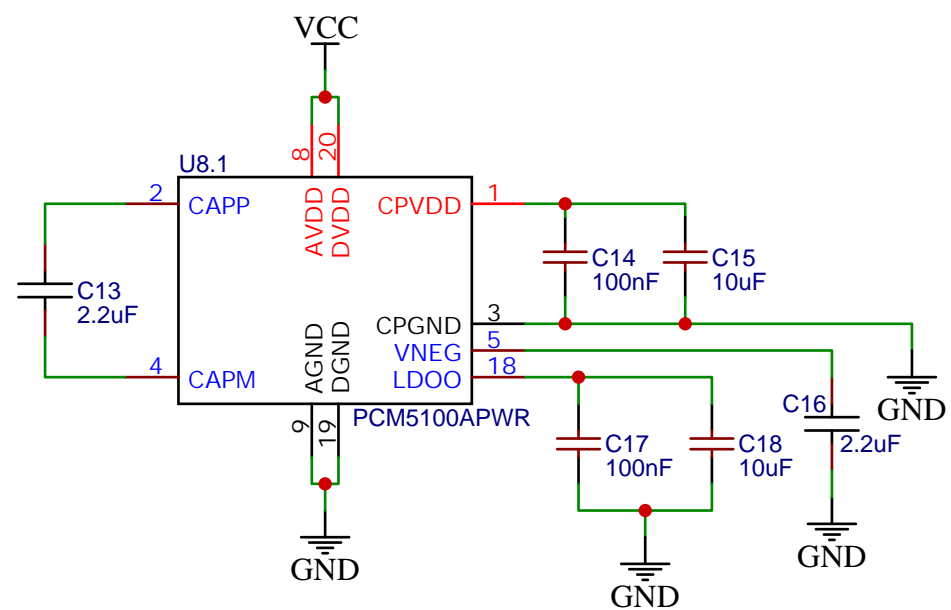 VCC
8
20
U8.1
2
CAPP
AVDD
DVDD
CPVDD
1
C14
100nF
C15
10uF
C13
2.2uF
CPGND
3
VNEG
5
LDOO
18
4
CAPM
AGND
DGND
9
19
PCM5100APWR
GND
C16
2.2uF
C17
100nF
C18
10uF
GND
GND
GND